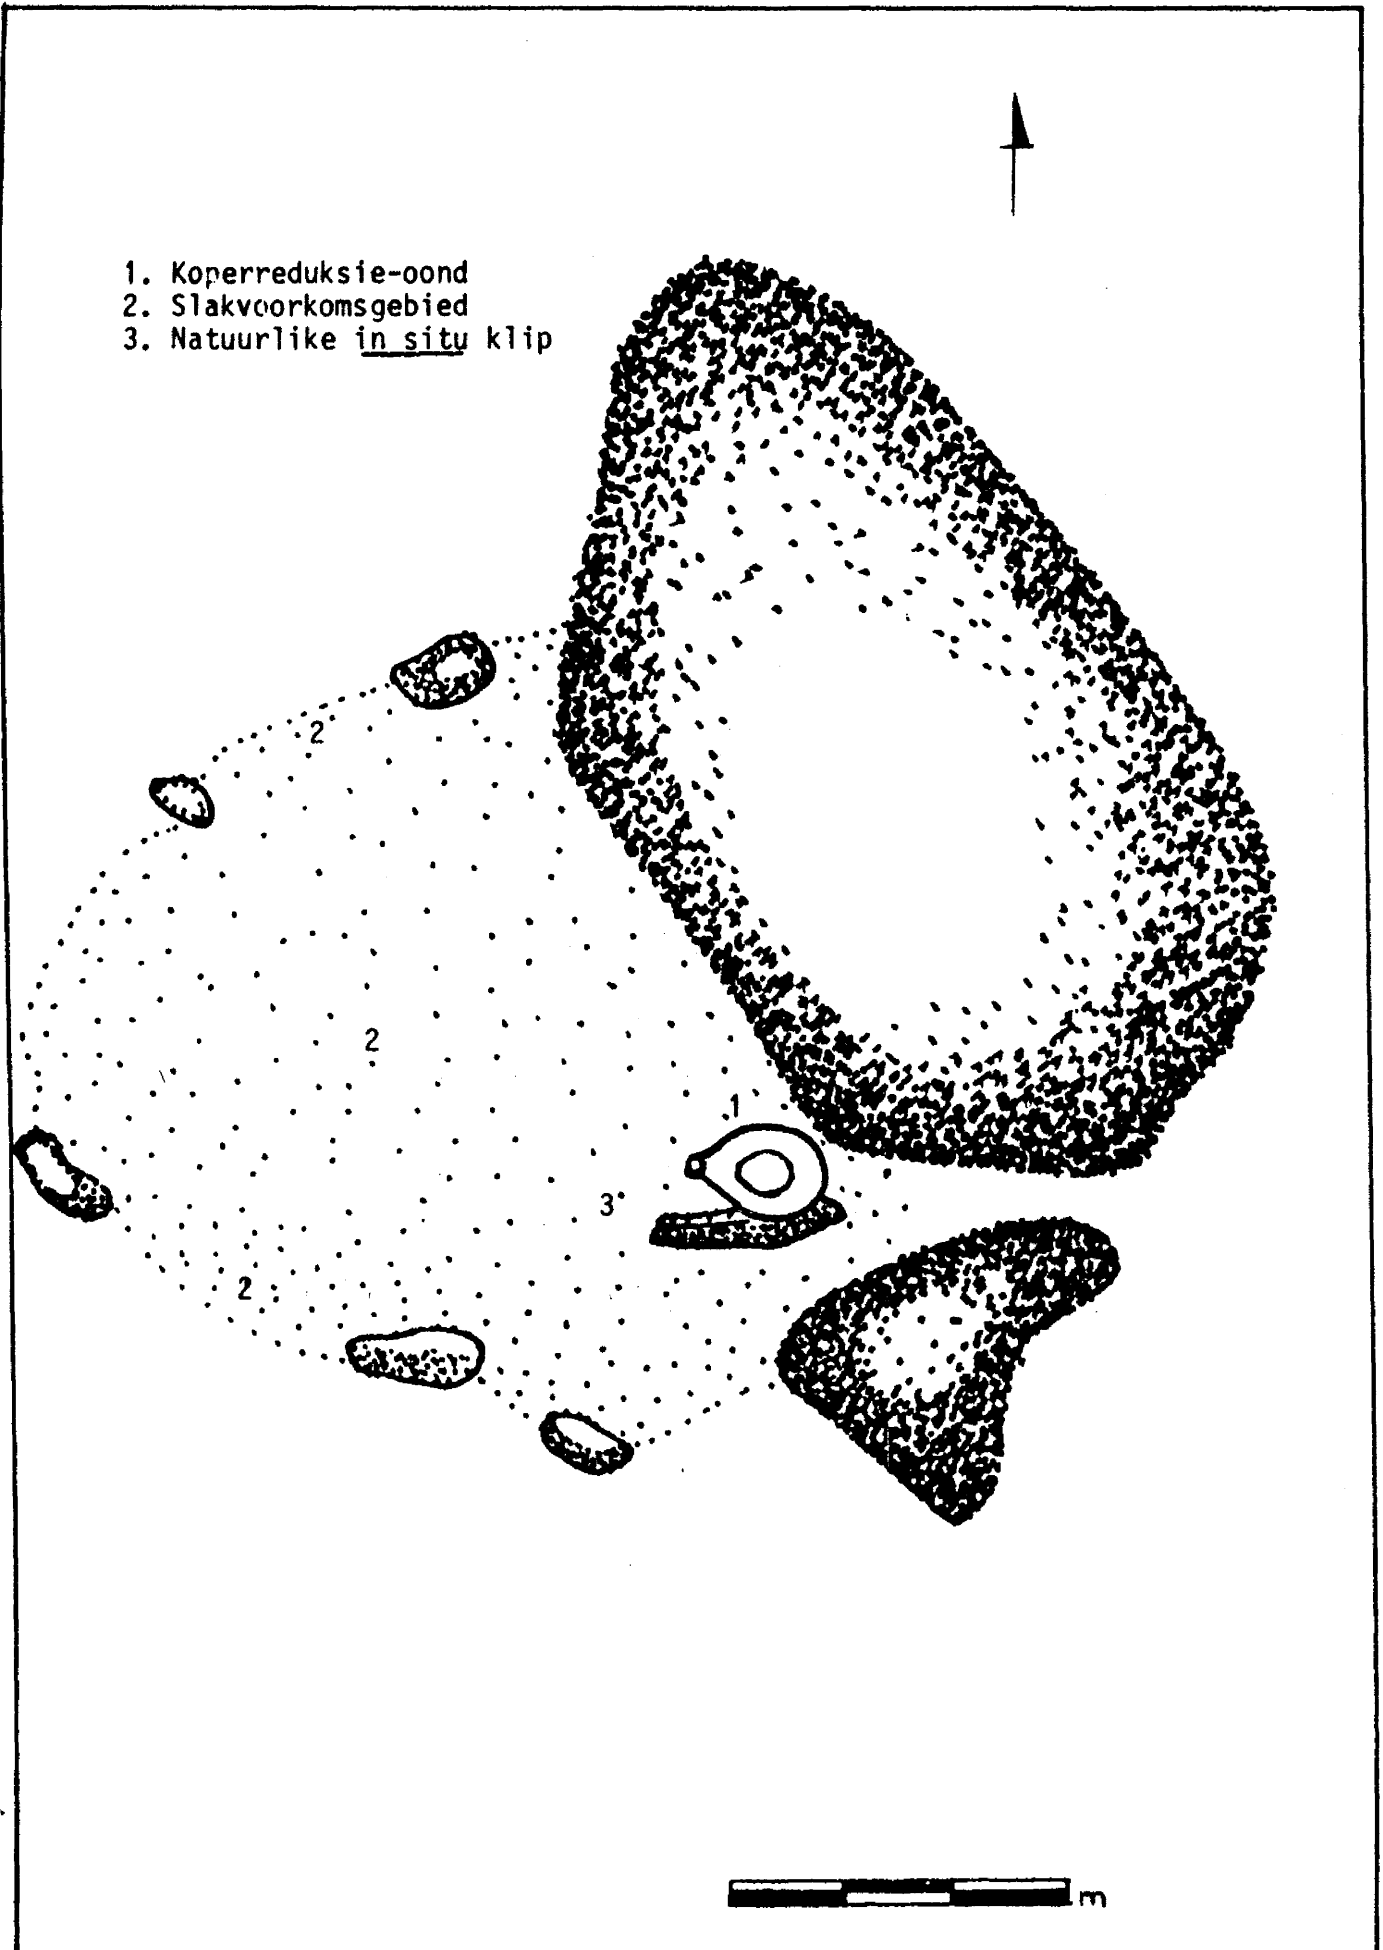 1. Koperreduksie-oond
2. Slakvoorkomsgebied
3. Natuurlike in situ klip
2
2
1
3
2
m